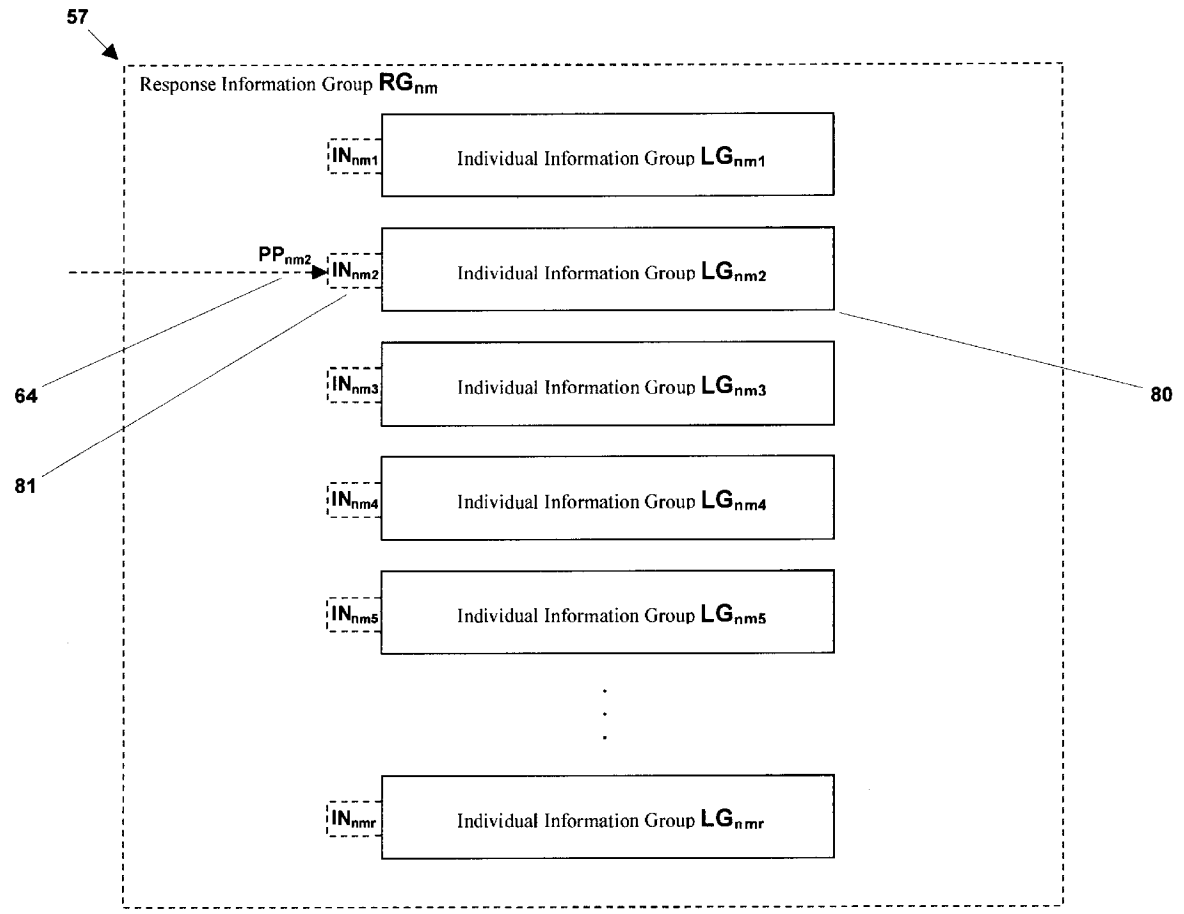 57
Response Information Group RGnm
INnm1 Individual Information Group LGnm1
PPnm2
INnm2 Individual Information Group LGnm2
INnm3 Individual Information Group LGnm3
64
80
81
INnm4 Individual Information Group LGnm4
INnm5 Individual Information Group LGnm5
INnmr Individual Information Group LGnmr